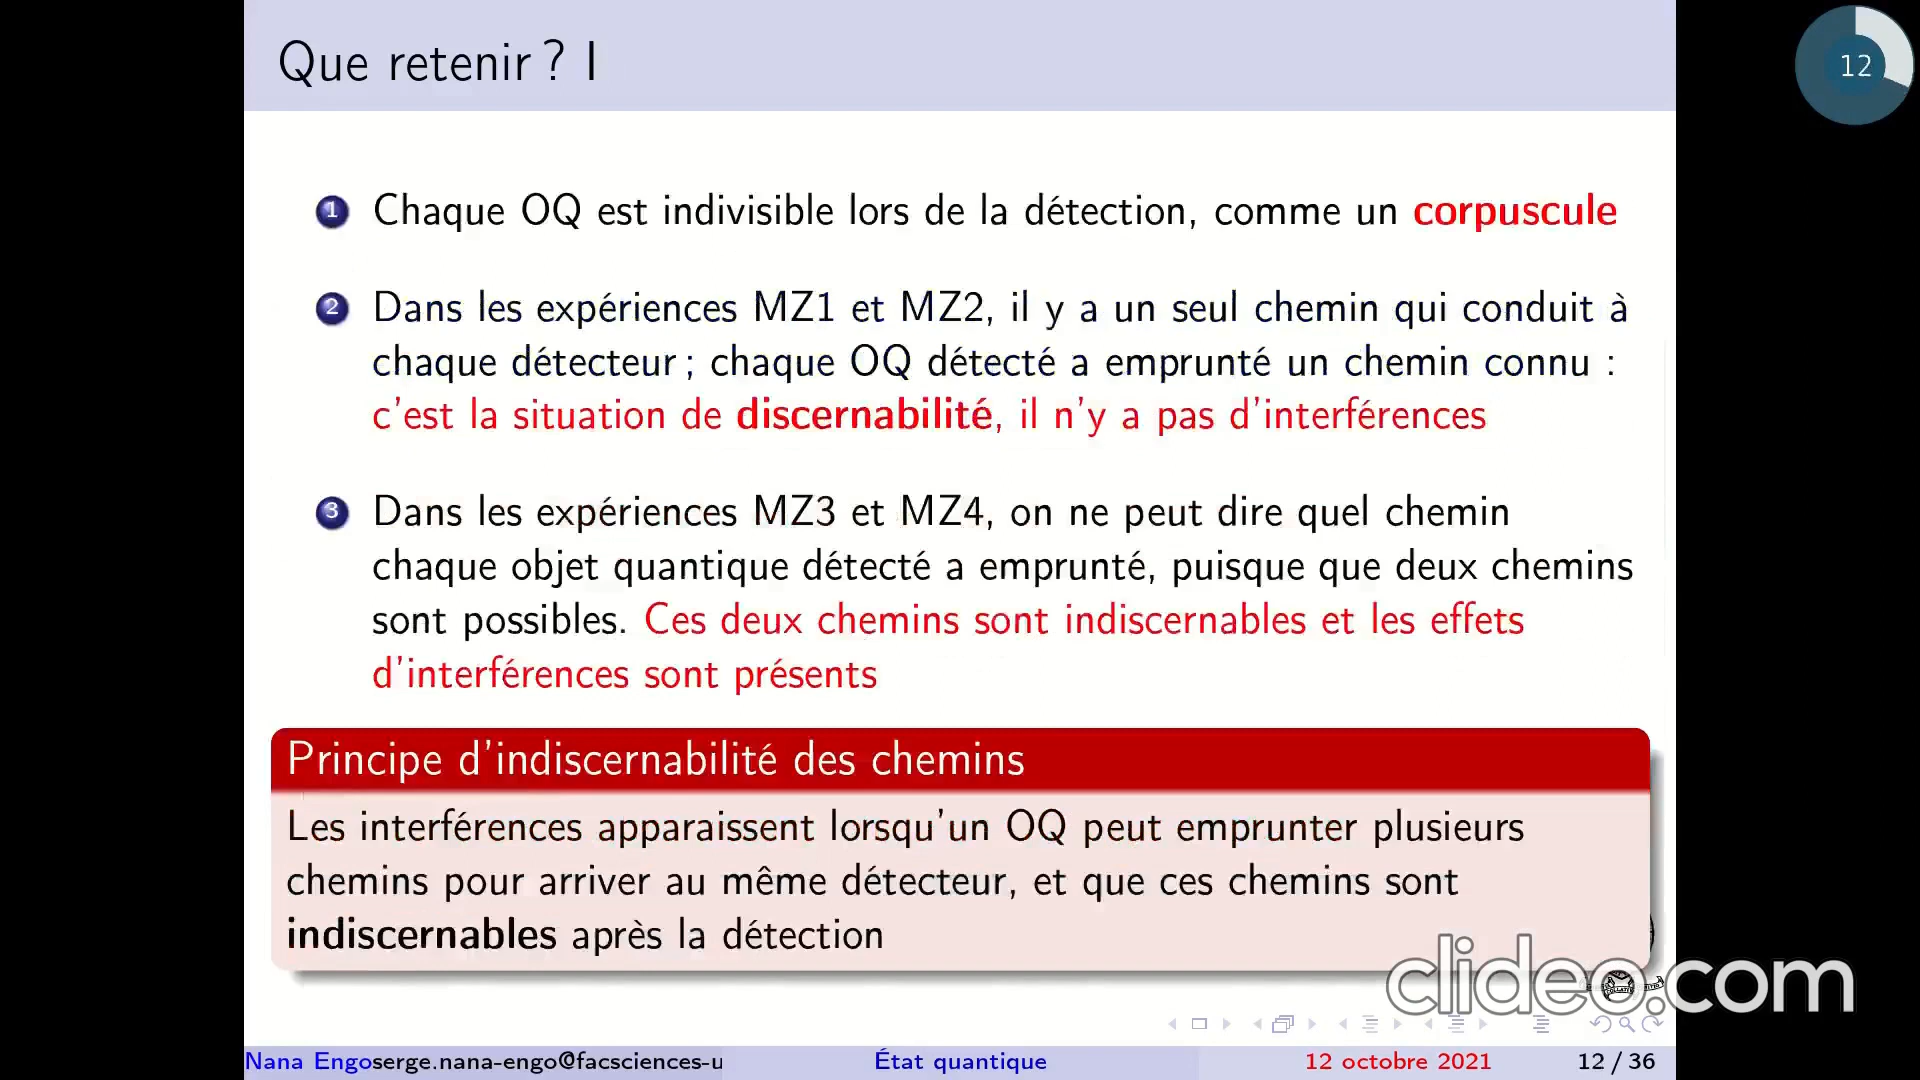 Que retenir ? I
12
1 Chaque OQ est indivisible lors de la détection, comme un corpuscule
2 Dans les expériences MZ1 et MZ2, il y a un seul chemin qui conduit à
chaque détecteur ; chaque OQ détecté a emprunté un chemin connu :
c'est la situation de discernabilité, il n'y a pas d'interférences
3 Dans les expériences MZ3 et MZ4, on ne peut dire quel chemin
chaque objet quantique détecté a emprunté, puisque que deux chemins
sont possibles. Ces deux chemins sont indiscernables et les effets
d'interférences sont présents
Principe d'indiscernabilité des chemins
Les interférences apparaissent lorsqu'un OQ peut emprunter plusieurs
chemins pour arriver au même détecteur, et que ces chemins sont
indiscernables après la détection
clideo.com
Nana Engoserge.nana-engo@facsciences-u État quantique 12 octobre 2021 12 / 36